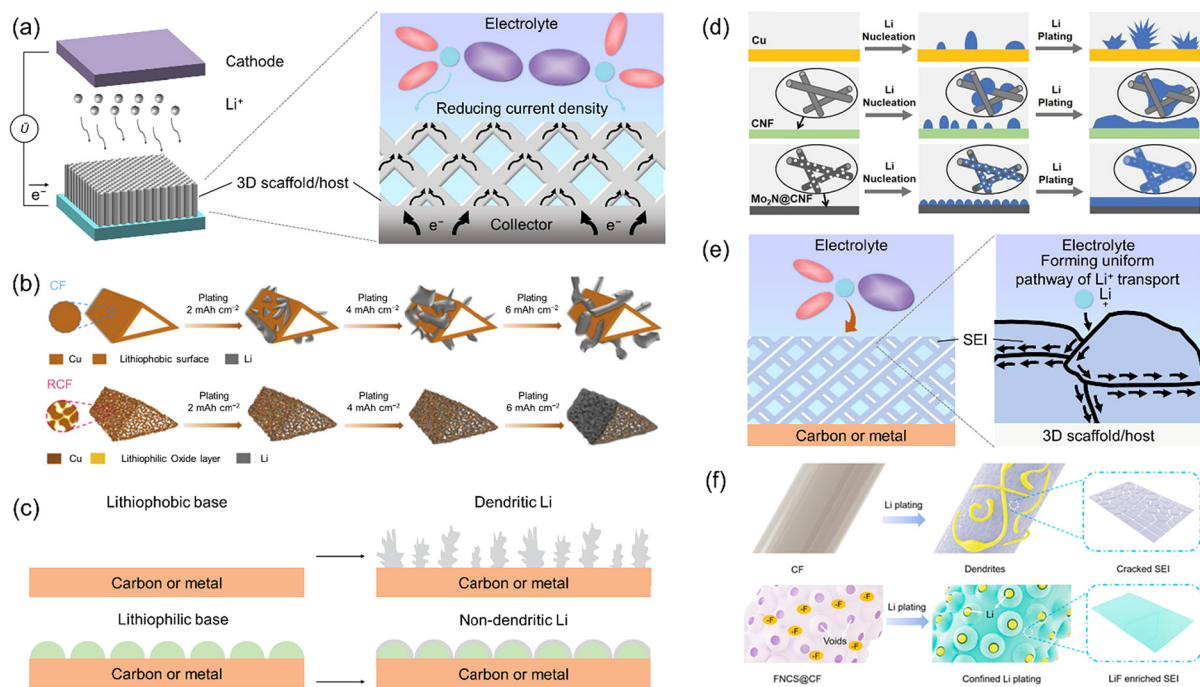 (a)
Cathode
Li⁺
Ü
e⁻
3D scaffold/host
Electrolyte
Reducing current density
e⁻
Collector
e⁻
(b)
CF
Plating
2 mAh cm⁻²
Plating
4 mAh cm⁻²
Plating
6 mAh cm⁻²
Cu
Lithiophobic surface
Li
RCF
Plating
2 mAh cm⁻²
Plating
4 mAh cm⁻²
Plating
6 mAh cm⁻²
Cu
Lithiophilic Oxide layer
Li
(c)
Lithiophobic base
Dendritic Li
Carbon or metal
Carbon or metal
Lithiophilic base
Non-dendritic Li
Carbon or metal
Carbon or metal
(d)
Cu
Li
Nucleation
Li
Plating
CNF
Li
Nucleation
Li
Plating
Mo₂N@CNF
Li
Nucleation
Li
Plating
(e)
Electrolyte
SEI
Carbon or metal
Electrolyte
Forming uniform
pathway of Li⁺ transport
Li
+
3D scaffold/host
(f)
Li plating
CF
Dendrites
Cracked SEI
-F
-F
-F
-F
-F
-F
Voids
Li plating
Li
FNCS@CF
Confined Li plating
LiF enriched SEI